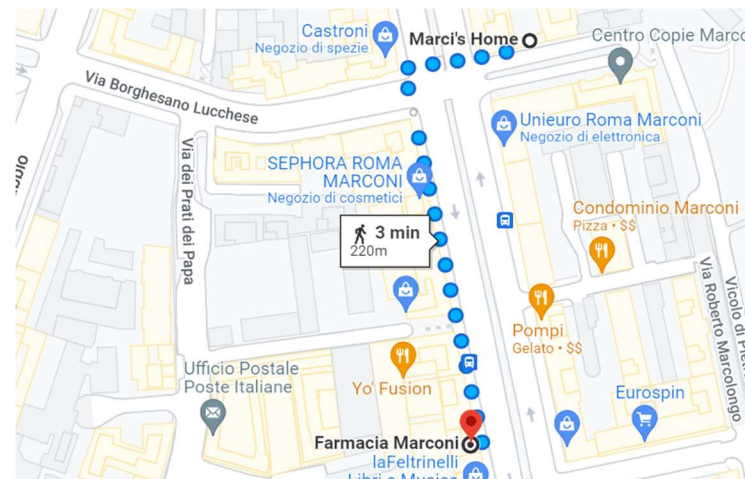 Castroni
Negozio di spezie
Marci's Home
Centro Copie Marco
Via Borghesano Lucchese
Unieuro Roma Marconi
Negozio di elettronica
Via dei Prati dei Papa
SEPHORA ROMA
MARCONI
Negozio di cosmetici
3 min
220m
Condominio Marconi
Pizza • $$
Via Roberto Marcolongo
Vicolo di
Pompi
Gelato • $$
Ufficio Postale
Poste Italiane
Yo' Fusion
Eurospin
Farmacia Marconi
laFeltrinelli
Libri e Musica